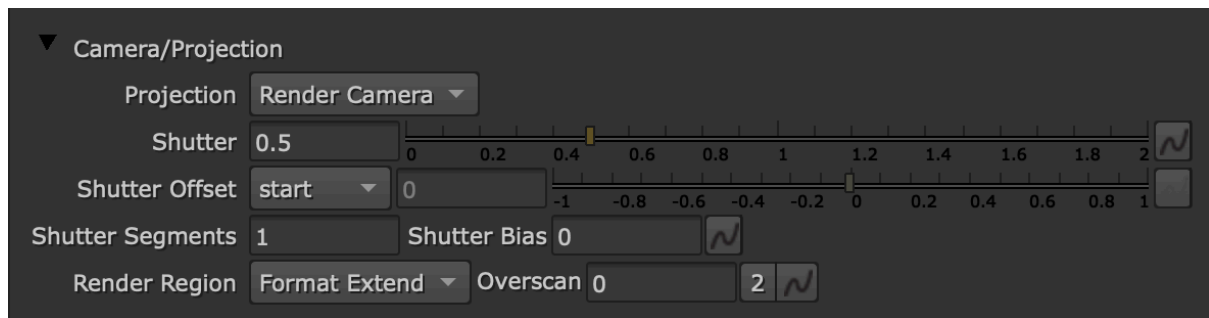 Camera/Projection
Projection Render Camera
Shutter 0.5 0 0.2 0.4 0.6 0.8 1 1.2 1.4 1.6 1.8 2
Shutter Offset start 0 -1 -0.8 -0.6 -0.4 -0.2 0 0.2 0.4 0.6 0.8 1
Shutter Segments 1 Shutter Bias 0
Render Region Format Extend Overscan 0 2